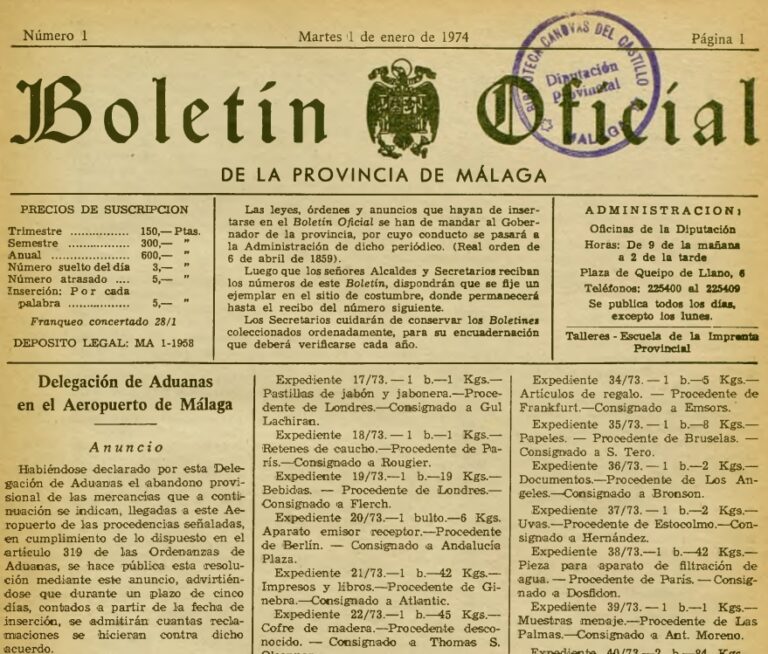 Número 1
Martes 1 de enero de 1974
Página 1
Boletín Oficial
BIBLIOTECA CANOVAS DEL CASTILLO
Diputación
Provincial
MALAGA
DE LA PROVINCIA DE MÁLAGA
PRECIOS DE SUSCRIPCION
Trimestre ............... 150,— Ptas.
Semestre ................ 300,— "
Anual ..................... 600,— "
Número suelto del día 3,— "
Número atrasado .... 5,— "
Inserción: Por cada
palabra .................. 5,— "
Franqueo concertado 28/1
DEPOSITO LEGAL: MA 1-1958
Las leyes, órdenes y anuncios que hayan de inser-
tarse en el Boletín Oficial se han de mandar al Gober-
nador de la provincia, por cuyo conducto se pasará a
la Administración de dicho periódico. (Real orden de
6 de abril de 1859).
Luego que los señores Alcaldes y Secretarios reciban
los números de este Boletín, dispondrán que se fije un
ejemplar en el sitio de costumbre, donde permanecerá
hasta el recibo del número siguiente.
Los Secretarios cuidarán de conservar los Boletines
coleccionados ordenadamente, para su encuadernación
que deberá verificarse cada año.
ADMINISTRACION:
Oficinas de la Diputación
Horas: De 9 de la mañana
a 2 de la tarde
Plaza de Queipo de Llano, 6
Teléfonos: 225400 al 225409
Se publica todos los días,
excepto los lunes.
Talleres - Escuela de la Imprenta
Provincial
Delegación de Aduanas
en el Aeropuerto de Málaga
Anuncio
Habiéndose declarado por esta Dele-
gación de Aduanas el abandono provi-
sional de las mercancías que a conti-
nuación se indican, llegadas a este Ae-
ropuerto de las procedencias señaladas,
en cumplimiento de lo dispuesto en el
artículo 319 de las Ordenanzas de
Aduanas, se hace pública esta resolu-
ción mediante este anuncio, advirtién-
dose que durante un plazo de cinco
días, contados a partir de la fecha de
inserción, se admitirán cuantas recla-
maciones se hicieran contra dicho
acuerdo.
Expediente 17/73. — 1 b.—1 Kgs.—
Pastillas de jabón y jabonera.—Proce-
dente de Londres.—Consignado a Gul
Lachiran.
Expediente 18/73. — 1 b.—1 Kgs.—
Retenes de caucho.—Procedente de Pa-
rís.—Consignado a Rougier.
Expediente 19/73.—1 b.—19 Kgs.—
Bebidas. — Procedente de Londres.—
Consignado a Flerch.
Expediente 20/73.—1 bulto.—6 Kgs.
Aparato emisor receptor.—Procedente
de Berlín. — Consignado a Andalucía
Plaza.
Expediente 21/73.—1 b.—42 Kgs.—
Impresos y libros.—Procedente de Gi-
nebra.—Consignado a Atlantic.
Expediente 22/73.—1 b.—45 Kgs.—
Cofre de madera.—Procedente desco-
nocido. — Consignado a Thomas S.
Expediente 34/73. — 1 b.—5 Kgs.—
Artículos de regalo. — Procedente de
Frankfurt.—Consignado a Emsors.
Expediente 35/73.—1 b.—8 Kgs.—
Papeles. — Procedente de Bruselas. —
Consignado a S. Tero.
Expediente 36/73.—1 b.—2 Kgs.—
Documentos.—Procedente de Los An-
geles.—Consignado a Bronson.
Expediente 37/73.—1 b.—2 Kgs.—
Uvas.—Procedente de Estocolmo.—Con-
signado a Hernández.
Expediente 38/73.—1 b.—42 Kgs.—
Pieza para aparato de filtración de
agua. — Procedente de París. — Consig-
nado a Dosfidon.
Expediente 39/73. — 1 b.—1 Kgs.—
Muestras menaje.—Procedente de Las
Palmas.—Consignado a Ant. Moreno.
Expediente 40/73.—2 b.—84 Kgs.